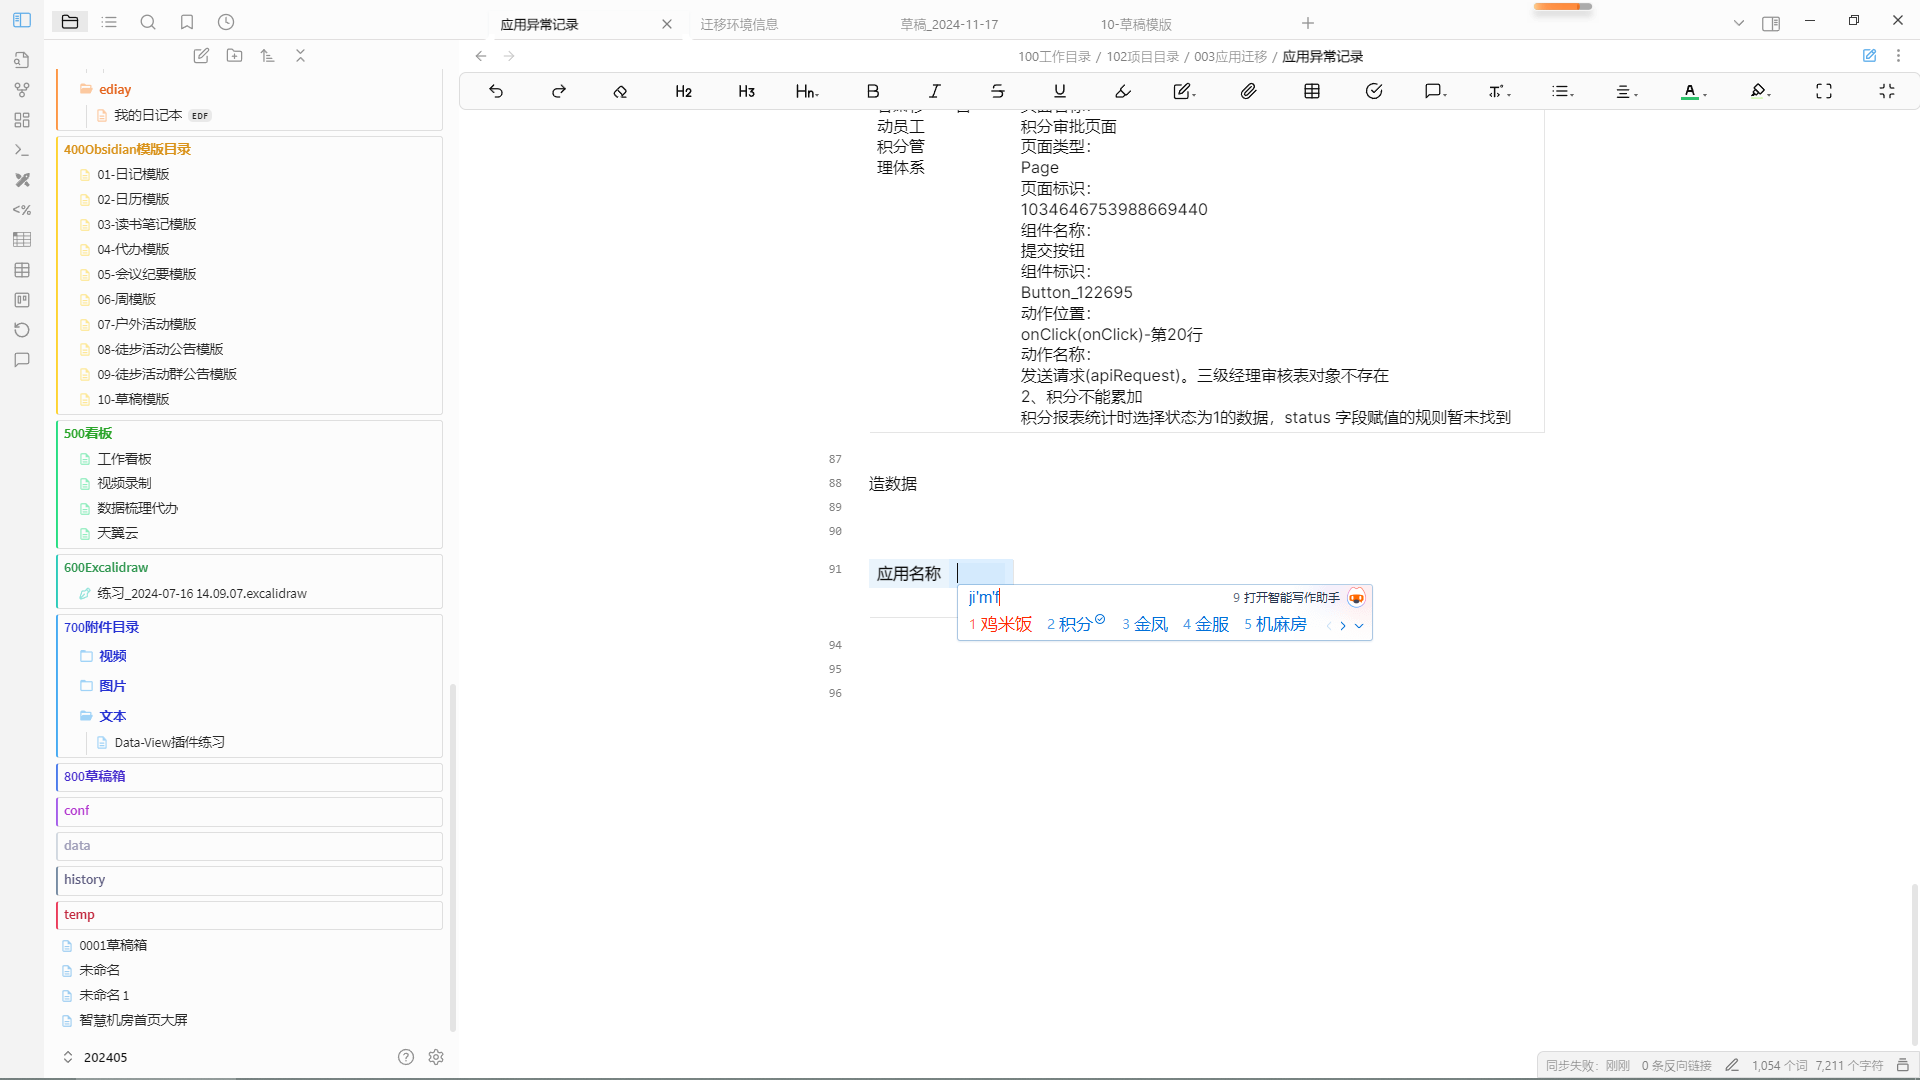 应用异常记录
迁移环境信息
草稿_2024-11-17
10-草稿模版
100工作目录 / 102项目目录 / 003应用迁移 / 应用异常记录
H2
H3
Hn
B
I
S
U
A
ediay
我的日记本 EDF
400Obsidian模版目录
01-日记模版
02-日历模版
03-读书笔记模版
04-代办模版
05-会议纪要模版
06-周模版
07-户外活动模版
08-徒步活动公告模版
09-徒步活动群公告模版
10-草稿模版
500看板
工作看板
视频录制
数据梳理代办
天翼云
600Excalidraw
练习_2024-07-16 14.09.07.excalidraw
700附件目录
视频
图片
文本
Data-View插件练习
800草稿箱
conf
data
history
temp
0001草稿箱
未命名
未命名 1
智慧机房首页大屏
202405
动员工
积分管
理体系
积分审批页面
页面类型:
Page
页面标识:
1034646753988669440
组件名称:
提交按钮
组件标识:
Button_122695
动作位置:
onClick(onClick)-第20行
动作名称:
发送请求(apiRequest)。三级经理审核表对象不存在
2、积分不能累加
积分报表统计时选择状态为1的数据，status 字段赋值的规则暂未找到
87
88 造数据
89
90
91 应用名称
ji'm'f
9 打开智能写作助手
1 鸡米饭 2 积分 3 金凤 4 金服 5 机麻房
94
95
96
同步失败: 刚刚 0 条反向链接 1,054 个词 7,211 个字符